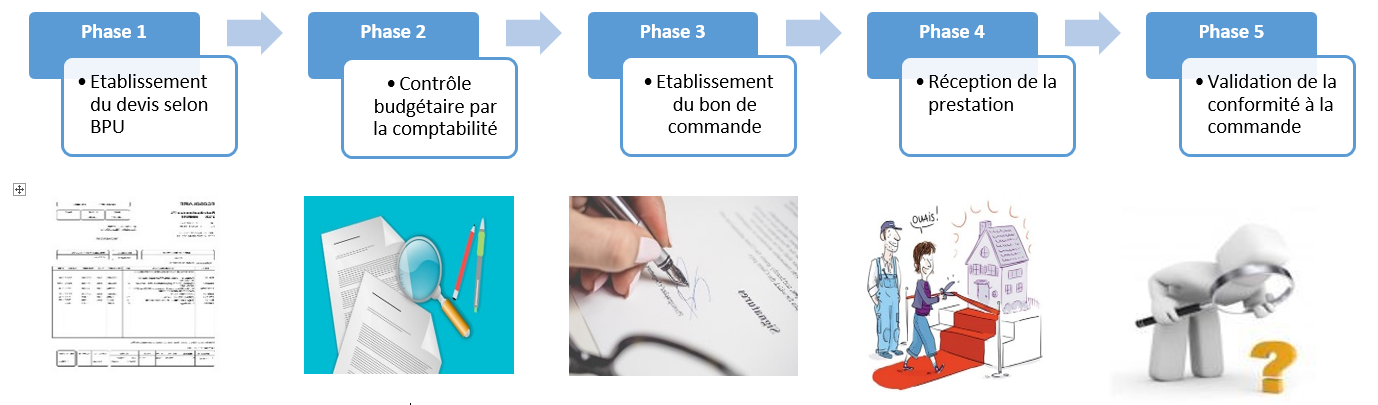 Phase 1
• Etablissement
du devis selon
BPU
Phase 2
• Contrôle
budgétaire par
la comptabilité
Phase 3
• Etablissement
du bon de
commande
Phase 4
• Réception de la
prestation
Phase 5
• Validation de la
conformité à la
commande
Signature
OUAIS!
?